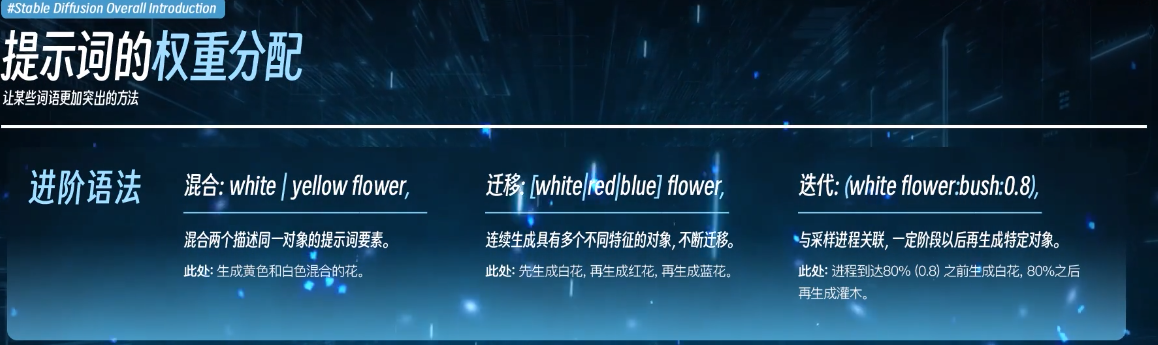 #Stable Diffusion Overall Introduction
提示词的权重分配
让某些词语更加突出的方法
进阶语法
混合: white | yellow flower,
混合两个描述同一对象的提示词要素。
此处: 生成黄色和白色混合的花。
迁移: [white|red|blue] flower,
连续生成具有多个不同特征的对象, 不断迁移。
此处: 先生成白花, 再生成红花, 再生成蓝花。
迭代: (white flower:bush:0.8),
与采样进程关联, 一定阶段以后再生成特定对象。
此处: 进程到达80% (0.8) 之前生成白花, 80%之后
再生成灌木。